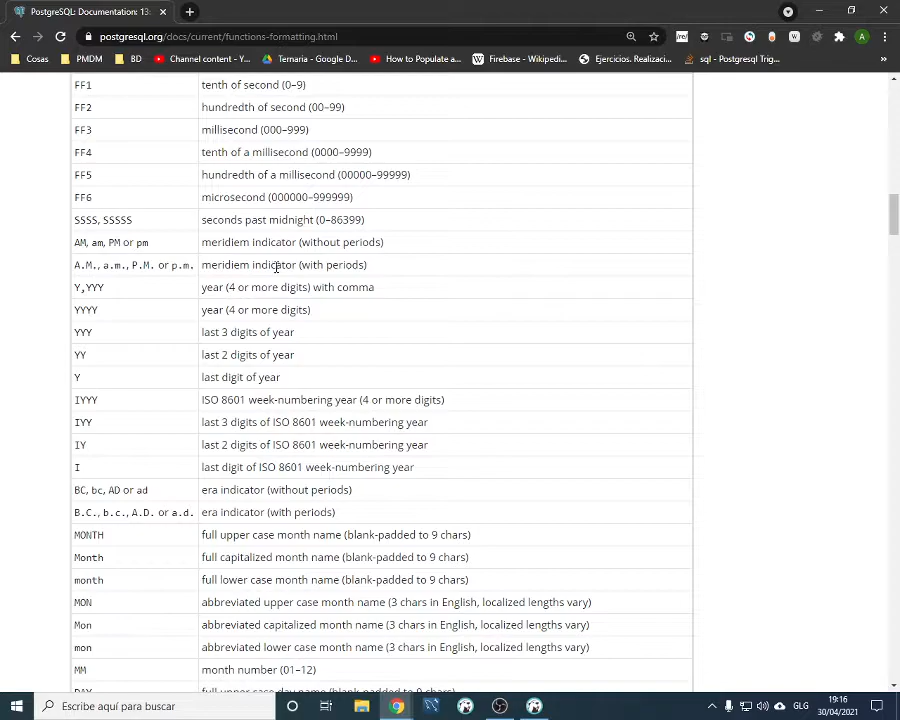 PostgreSQL: Documentation: 13:
postgresql.org/docs/current/functions-formatting.html
Cosas PMDM BD Channel content - Y... Ternaria - Google D... How to Populate a... Firebase - Wikipedi... Ejercicios. Realizaci... sql - Postgresql Trig... »
FF1 tenth of second (0–9)
FF2 hundredth of second (00–99)
FF3 millisecond (000–999)
FF4 tenth of a millisecond (0000–9999)
FF5 hundredth of a millisecond (00000–99999)
FF6 microsecond (000000–999999)
SSSS, SSSSS seconds past midnight (0–86399)
AM, am, PM or pm meridiem indicator (without periods)
A.M., a.m., P.M. or p.m. meridiem indicator (with periods)
Y,YYY year (4 or more digits) with comma
YYYY year (4 or more digits)
YYY last 3 digits of year
YY last 2 digits of year
Y last digit of year
IYYY ISO 8601 week-numbering year (4 or more digits)
IYY last 3 digits of ISO 8601 week-numbering year
IY last 2 digits of ISO 8601 week-numbering year
I last digit of ISO 8601 week-numbering year
BC, bc, AD or ad era indicator (without periods)
B.C., b.c., A.D. or a.d. era indicator (with periods)
MONTH full upper case month name (blank-padded to 9 chars)
Month full capitalized month name (blank-padded to 9 chars)
month full lower case month name (blank-padded to 9 chars)
MON abbreviated upper case month name (3 chars in English, localized lengths vary)
Mon abbreviated capitalized month name (3 chars in English, localized lengths vary)
mon abbreviated lower case month name (3 chars in English, localized lengths vary)
MM month number (01–12)
DAY full upper case day name (blank-padded to 9 chars)
Escribe aquí para buscar
GLG
19:16
30/04/2021